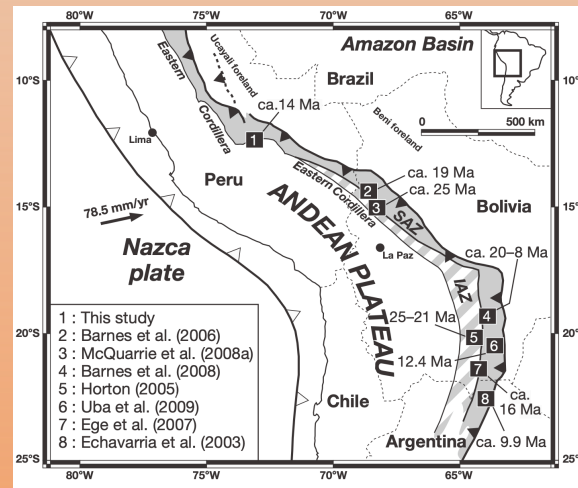 80°W
75°W
70°W
65°W
Amazon Basin
10°S
10°
Eastern
Cordillera
Ucayali foreland
Brazil
ca.14 Ma
Beni foreland
0
500 km
Lima
1
Peru
Eastern Cordillera
2
ca. 19 Ma
3
ca. 25 Ma
15°S
15°
78.5 mm/yr
ANDEAN PLATEAU
SAZ
Bolivia
Nazca
plate
La Paz
ca. 20–8 Ma
IAZ
4
25–21 Ma
20°S
20°
5
6
12.4 Ma
7
ca.
16 Ma
8
Chile
Argentina
ca. 9.9 Ma
1 : This study
2 : Barnes et al. (2006)
3 : McQuarrie et al. (2008a)
4 : Barnes et al. (2008)
5 : Horton (2005)
6 : Uba et al. (2009)
7 : Ege et al. (2007)
8 : Echavarria et al. (2003)
25°S
25°
80°W
75°W
70°W
65°W